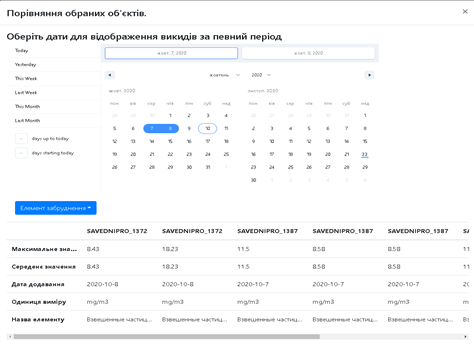 Порівняння обраних об'єктів.
×
Оберіть дати для відображення викидів за певний період
Today
Yesterday
This Week
Last Week
This Month
Last Month
- days up to today
- days starting today
жовт. 7, 2020
жовт. 8, 2020
жовтень 2020
жовт. 2020
пон вів сер чтв птн суб нед
28 29 30 1 2 3 4
5 6 7 8 9 10 11
12 13 14 15 16 17 18
19 20 21 22 23 24 25
26 27 28 29 30 31 1
листоп. 2020
пон вів сер чтв птн суб нед
1
2 3 4 5 6 7 8
9 10 11 12 13 14 15
16 17 18 19 20 21 22
23 24 25 26 27 28 29
30 1 2 3 4 5 6
Елемент забруднення
SAVEDNIPRO_1372 SAVEDNIPRO_1372 SAVEDNIPRO_1387 SAVEDNIPRO_1387 SAVEDNIPRO_1387 SA
Максимальне зна... 8.43 18.23 11.5 8.58 8.58 11
Середнє значення 8.43 18.23 11.5 8.58 8.58 11
Дата додавання 2020-10-8 2020-10-8 2020-10-7 2020-10-7 2020-10-7 20
Одиниця виміру mg/m3 mg/m3 mg/m3 mg/m3 mg/m3 m
Назва елементу Взвешенные частиц... Взвешенные частиц... Взвешенные частиц... Взвешенные частиц... Взвешенные частиц... Вз